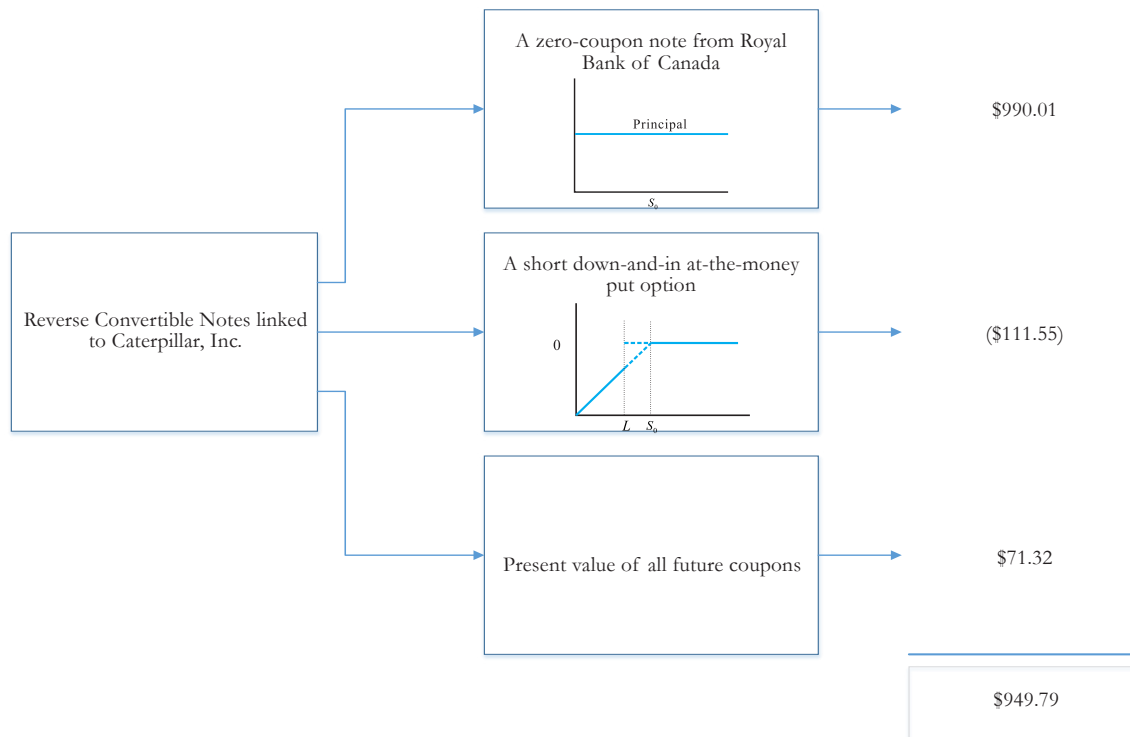 A zero-coupon note from Royal
Bank of Canada
Principal
S₀
$990.01
Reverse Convertible Notes linked
to Caterpillar, Inc.
A short down-and-in at-the-money
put option
0
L S₀
($111.55)
Present value of all future coupons
$71.32
$949.79